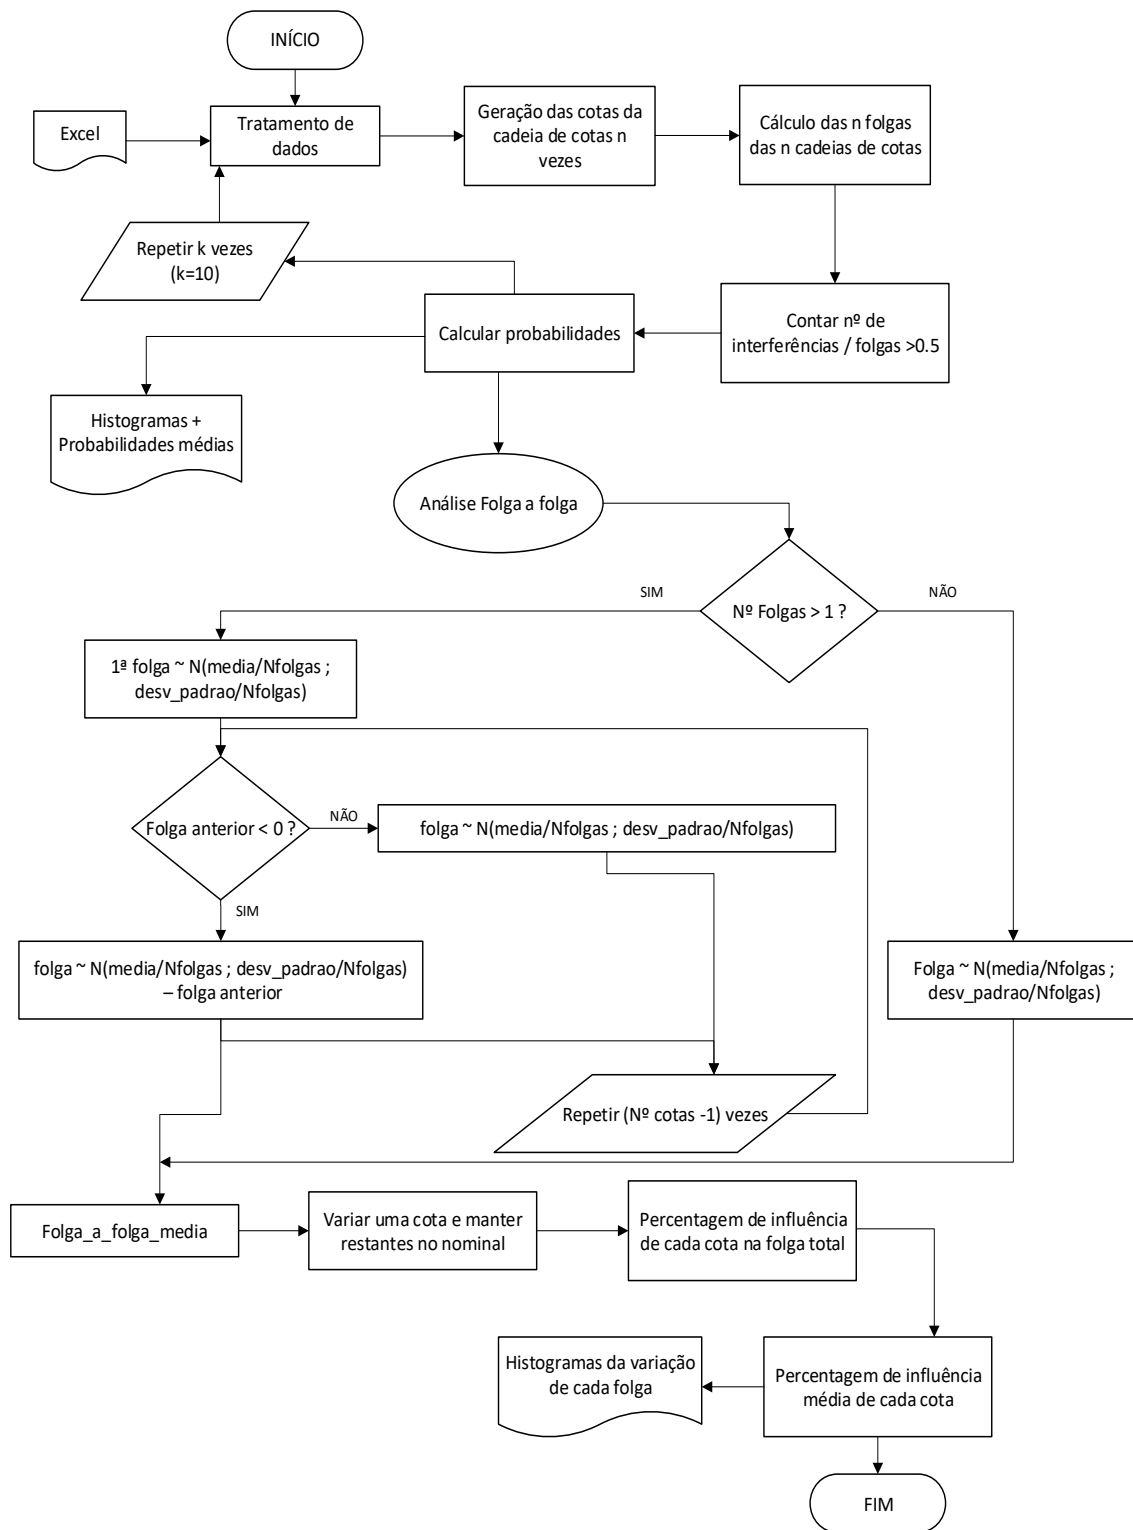 INÍCIO
Excel
Tratamento de
dados
Geração das cotas da
cadeia de cotas n
vezes
Cálculo das n folgas
das n cadeias de cotas
Repetir k vezes
(k=10)
Calcular probabilidades
Contar nº de
interferências / folgas >0.5
Histogramas +
Probabilidades médias
Análise Folga a folga
SIM
Nº Folgas > 1 ?
NÃO
1ª folga ~ N(media/Nfolgas ;
desv_padrao/Nfolgas)
Folga anterior < 0 ?
NÃO
folga ~ N(media/Nfolgas ; desv_padrao/Nfolgas)
SIM
folga ~ N(media/Nfolgas ; desv_padrao/Nfolgas)
– folga anterior
Folga ~ N(media/Nfolgas ;
desv_padrao/Nfolgas)
Repetir (Nº cotas -1) vezes
Folga_a_folga_media
Variar uma cota e manter
restantes no nominal
Percentagem de influência
de cada cota na folga total
Histogramas da variação
de cada folga
Percentagem de influência
média de cada cota
FIM